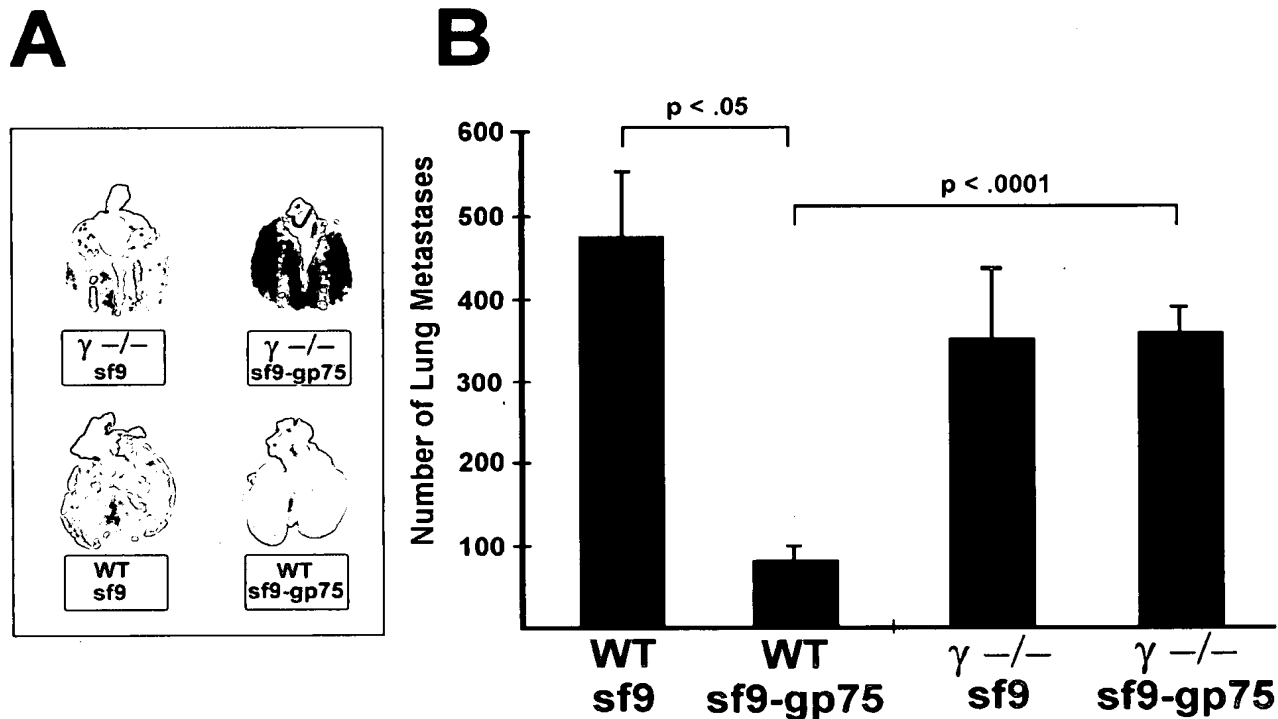 A
γ –/–
sf9
γ –/–
sf9-gp75
WT
sf9
WT
sf9-gp75
B
p < .05
p < .0001
Number of Lung Metastases
600
500
400
300
200
100
WT
sf9
WT
sf9-gp75
γ –/–
sf9
γ –/–
sf9-gp75